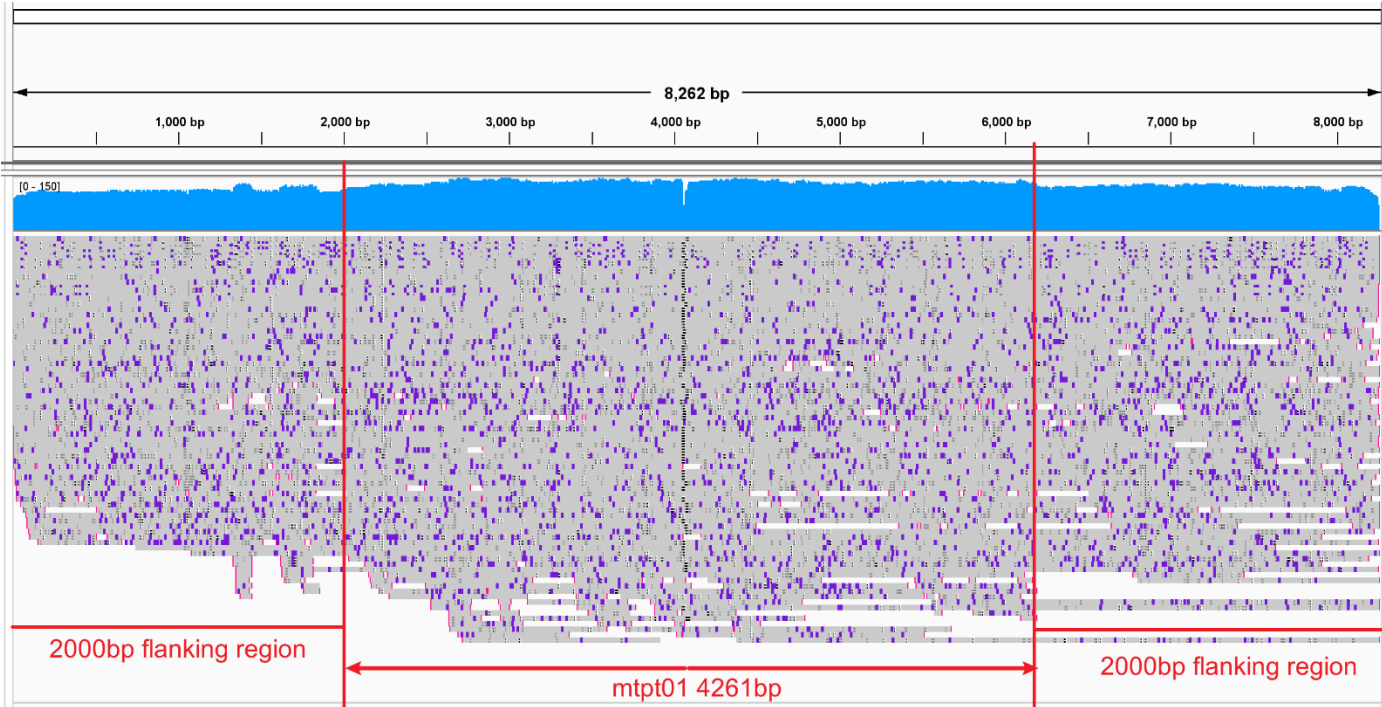 8,262 bp
1,000 bp 2,000 bp 3,000 bp 4,000 bp 5,000 bp 6,000 bp 7,000 bp 8,000 bp
[0 - 150]
2000bp flanking region
mtpt01 4261bp
2000bp flanking region